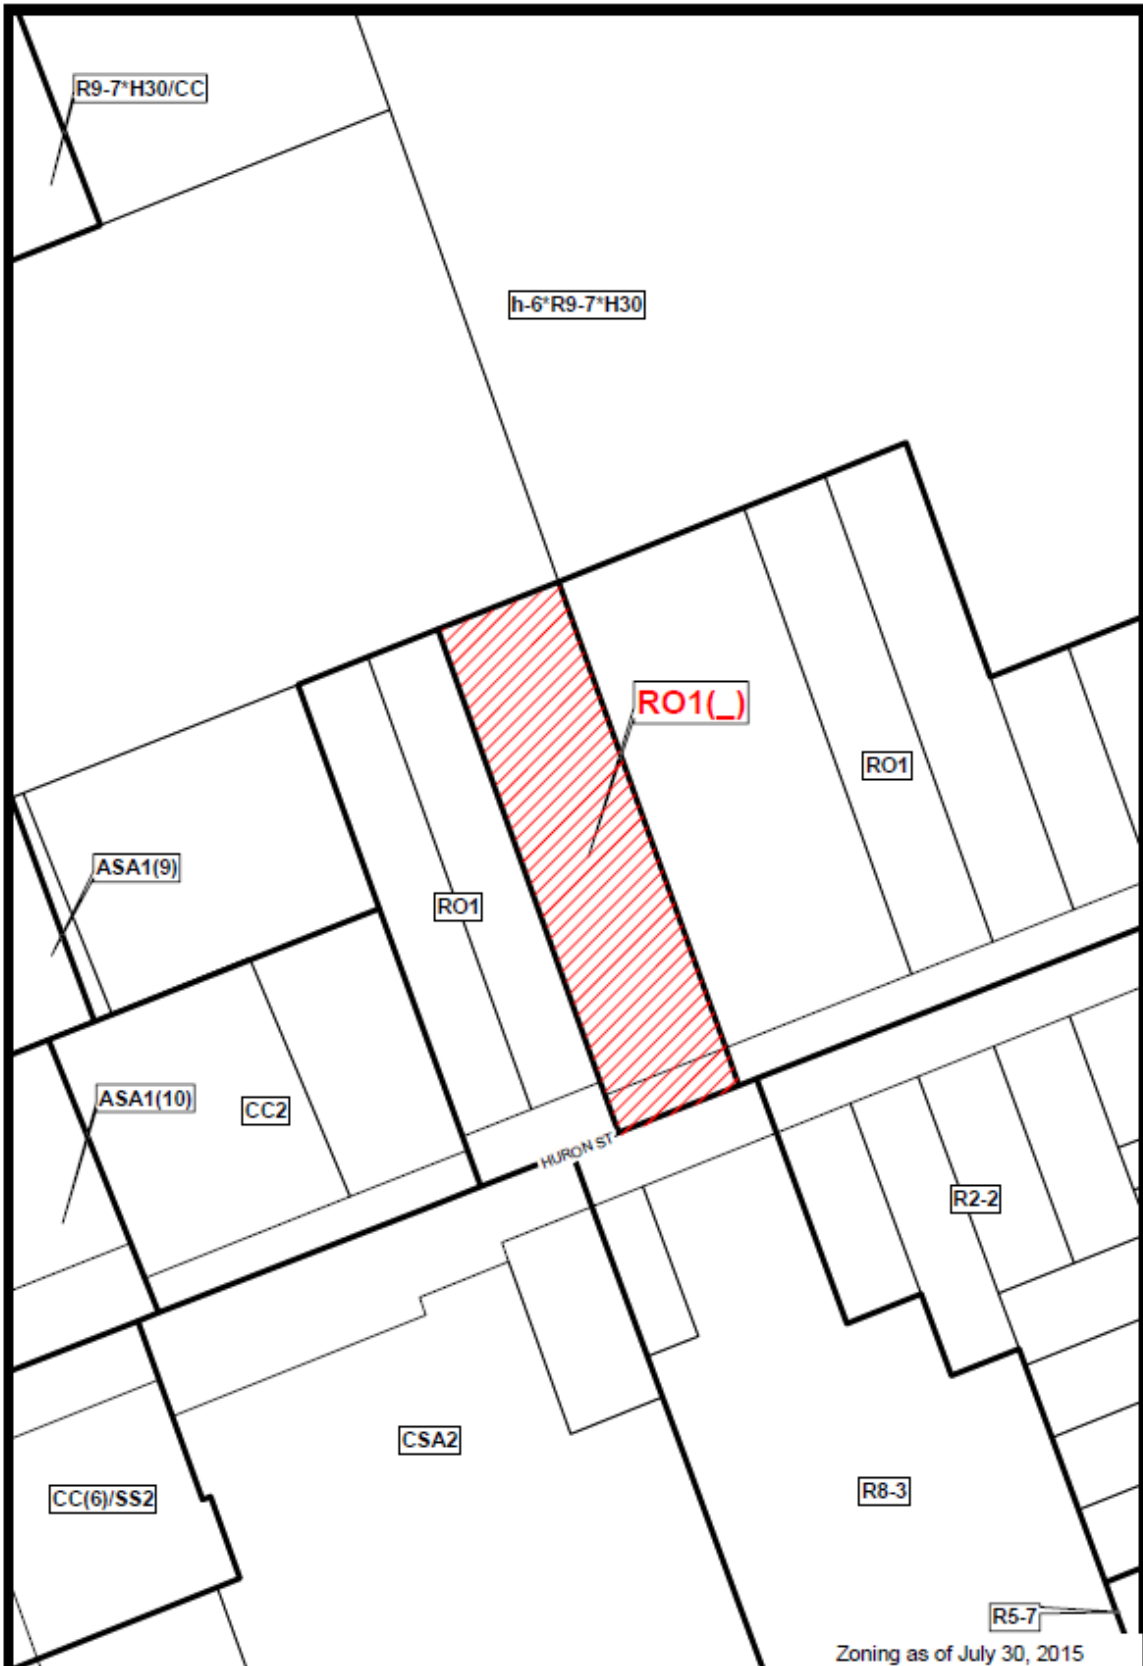 R9-7*H30/CC
h-6*R9-7*H30
RO1(_)
RO1
ASA1(9)
RO1
ASA1(10)
CC2
HURON ST
R2-2
CSA2
R8-3
CC(6)/SS2
R5-7
Zoning as of July 30, 2015